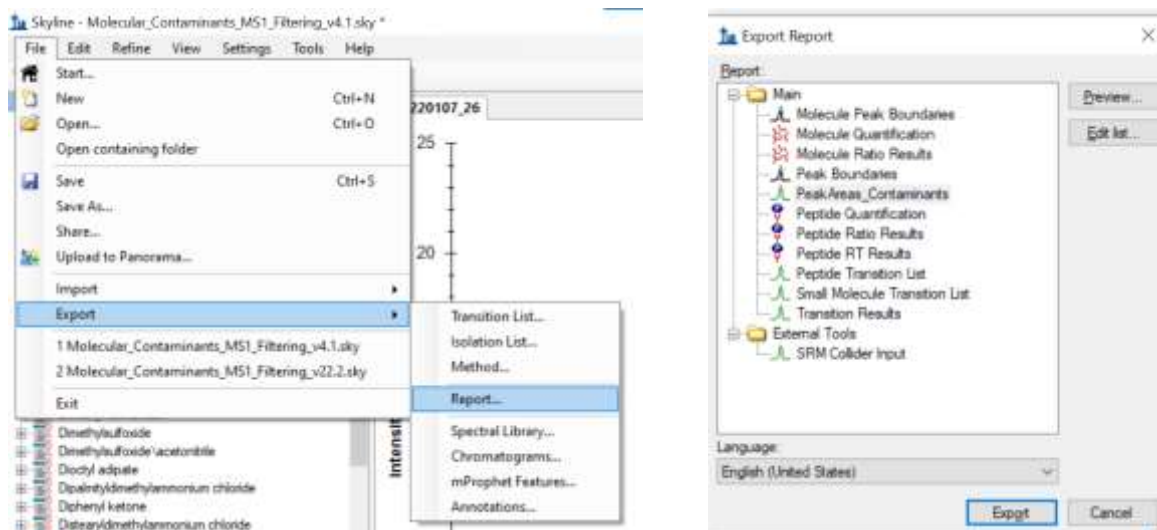 Skyline - Molecular_Contaminants_MS1_Filtering_v4.1.sky *
File Edit Refine View Settings Tools Help
Start...
New Ctrl+N
Open... Ctrl+O
Open containing folder
Save Ctrl+S
Save As...
Share...
Upload to Panorama...
Import
Export
1 Molecular_Contaminants_MS1_Filtering_v4.1.sky
2 Molecular_Contaminants_MS1_Filtering_v22.2.sky
Exit
Transition List...
Isolation List...
Method...
Report...
Spectral Library...
Chromatograms...
mProphet Features...
Annotations...
Dimethylsulfoxide
Dimethylsulfoxide\acetonitrile
Dioctyl adpate
Dipalmityldimethylammonium chloride
Diphenyl ketone
Distearyldimethylammonium chloride
220107_26
25
20
Intensit
Export Report
Report:
Main
Molecule Peak Boundaries
Molecule Quantification
Molecule Ratio Results
Peak Boundaries
PeakAreas_Contaminants
Peptide Quantification
Peptide Ratio Results
Peptide RT Results
Peptide Transition List
Small Molecule Transition List
Transition Results
External Tools
SRM Collider Input
Preview...
Edit list...
Language:
English (United States)
Export Cancel